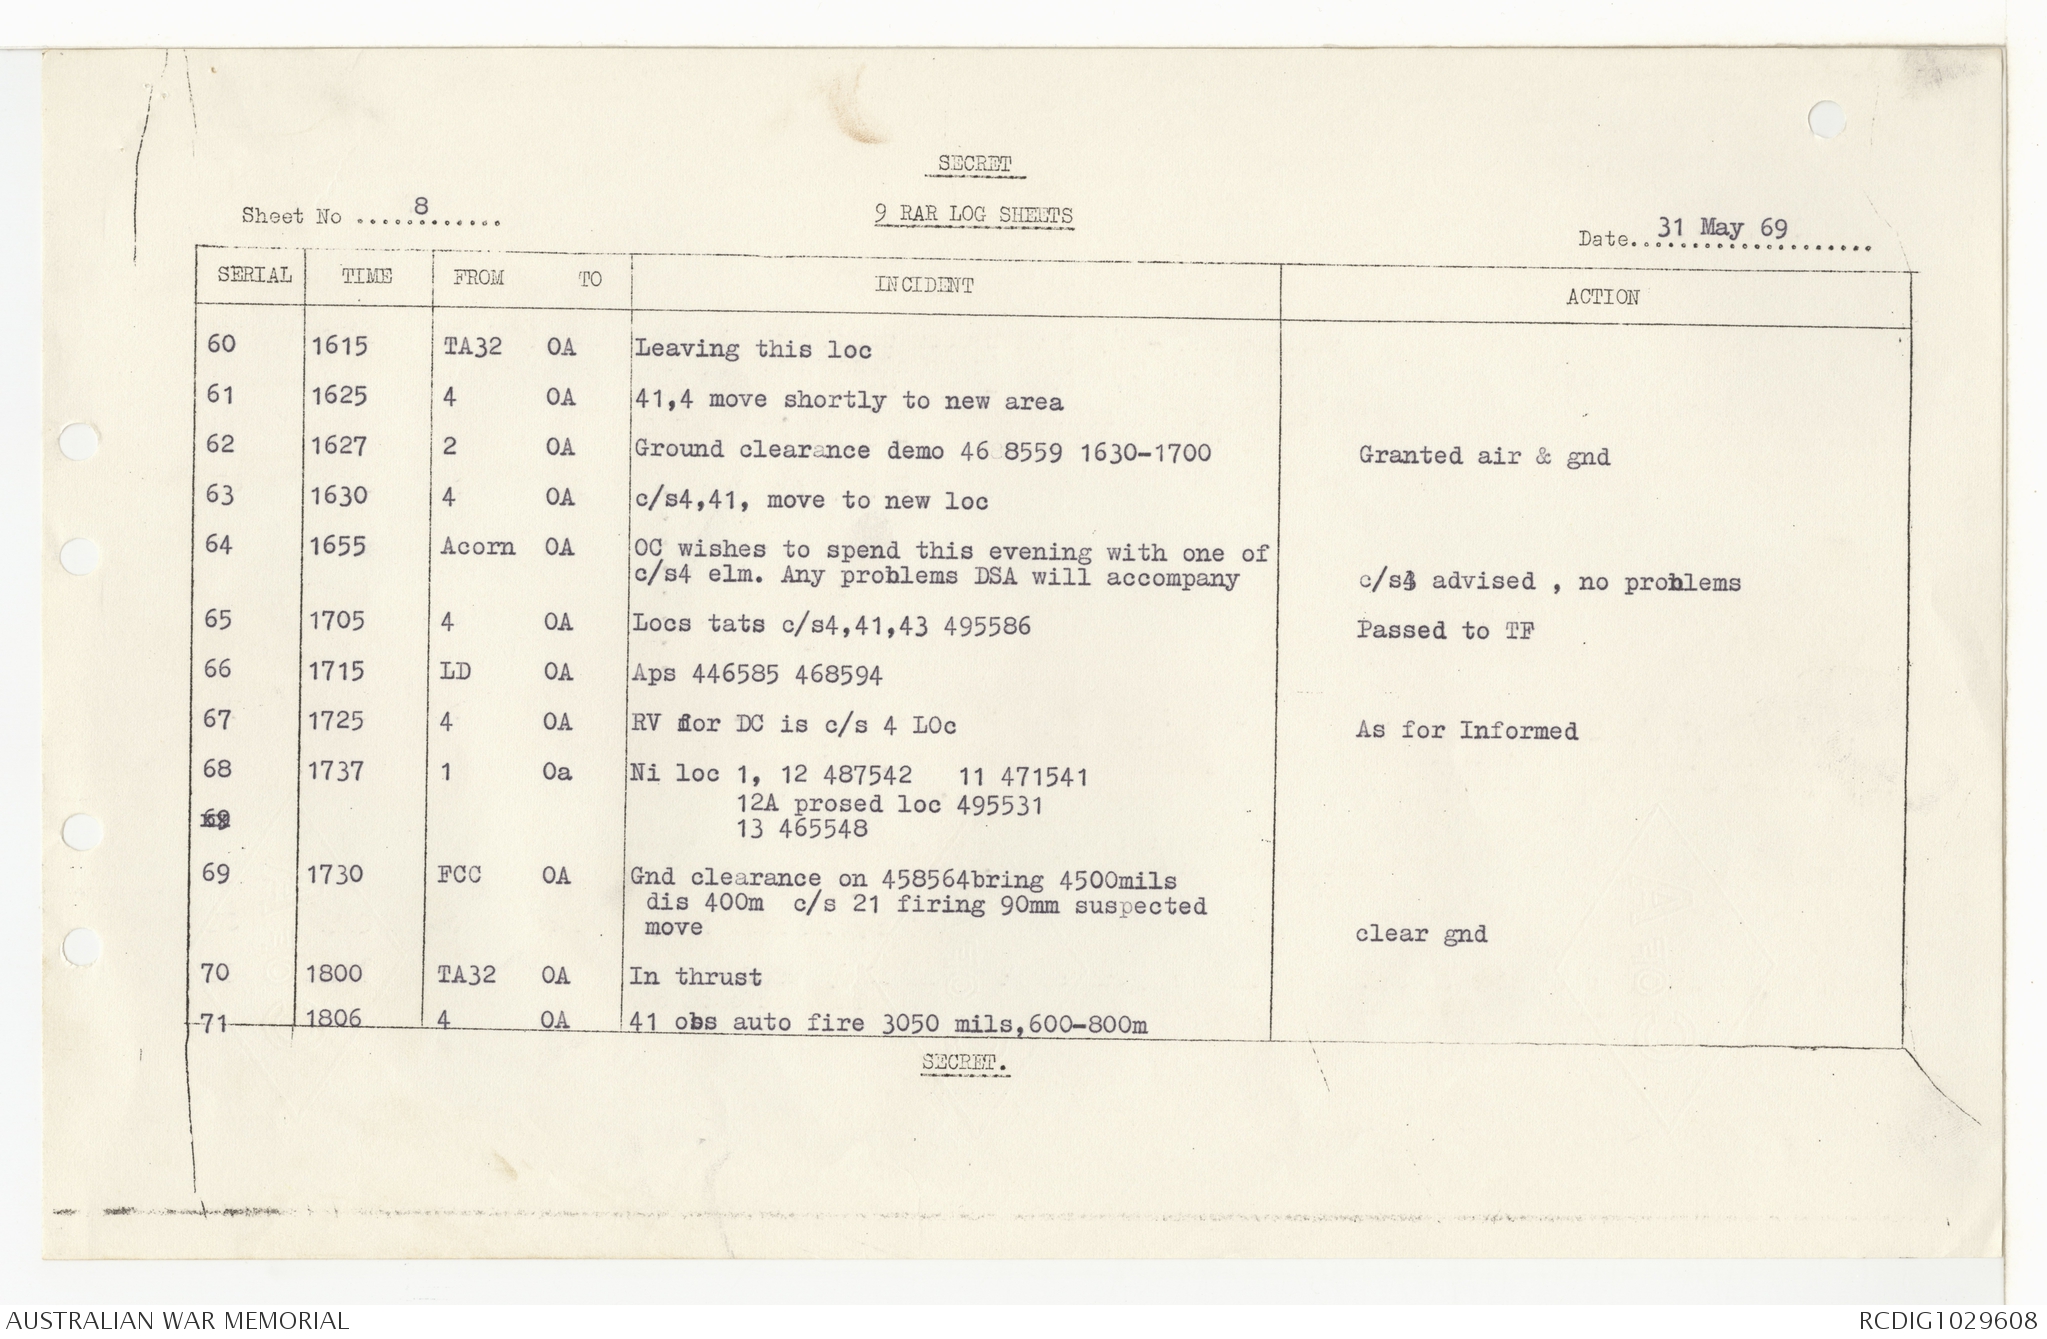 SECRET
Sheet No ....8........
9 RAR LOG SHEETS
Date..31 May 69.......
SERIAL TIME FROM TO INCIDENT ACTION
60 1615 TA32 OA Leaving this loc
61 1625 4 OA 41,4 move shortly to new area
62 1627 2 OA Ground clearance demo 46 8559 1630-1700 Granted air & gnd
63 1630 4 OA c/s4,41, move to new loc
64 1655 Acorn OA OC wishes to spend this evening with one of
c/s4 elm. Any problems DSA will accompany c/s4 advised , no problems
65 1705 4 OA Locs tats c/s4,41,43 495586 Passed to TF
66 1715 LD OA Aps 446585 468594
67 1725 4 OA RV for DC is c/s 4 LOc As for Informed
68 1737 1 Oa Ni loc 1, 12 487542 11 471541
12A prosed loc 495531
69 13 465548
69 1730 FCC OA Gnd clearance on 458564bring 4500mils
dis 400m c/s 21 firing 90mm suspected
move clear gnd
70 1800 TA32 OA In thrust
71 1806 4 OA 41 obs auto fire 3050 mils,600-800m
SECRET.
AUSTRALIAN WAR MEMORIAL
RCDIG1029608